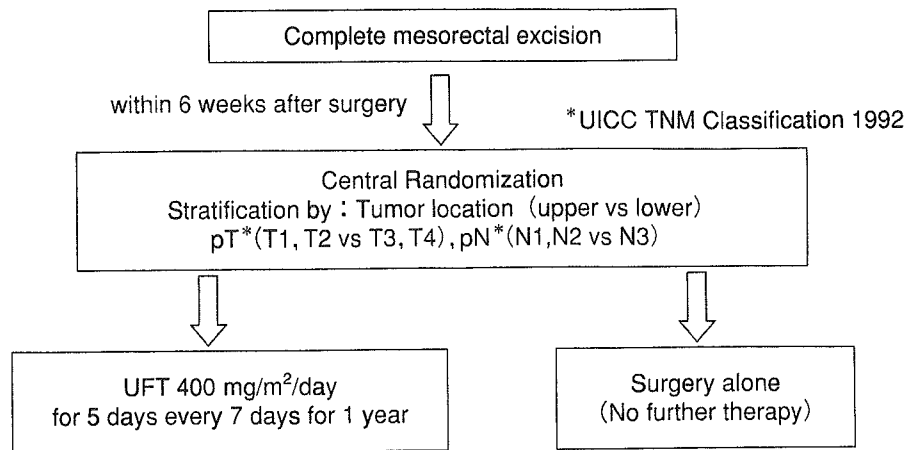 Complete mesorectal excision
within 6 weeks after surgery
*UICC TNM Classification 1992
Central Randomization
Stratification by : Tumor location (upper vs lower)
pT*(T1, T2 vs T3, T4), pN*(N1,N2 vs N3)
UFT 400 mg/m²/day
for 5 days every 7 days for 1 year
Surgery alone
(No further therapy)